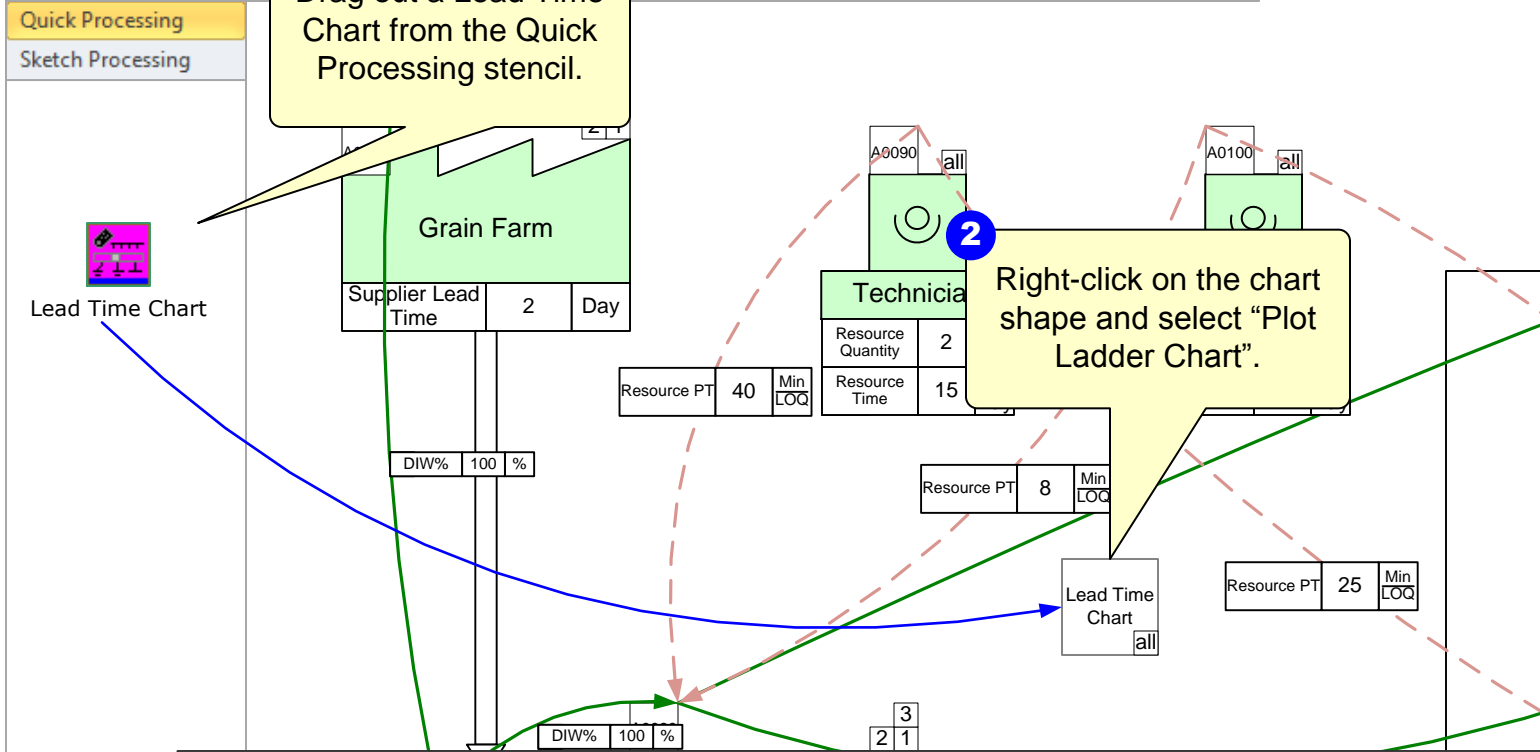 Quick Processing
Sketch Processing
Lead Time Chart
Chart from the Quick
Processing stencil.
Grain Farm
Supplier Lead
Time
2
Day
DIW% 100 %
A0090
all
A0100
all
2
Right-click on the chart
shape and select “Plot
Ladder Chart”.
Resource
Quantity
2
Resource
Time
15
Resource PT 40 Min
LOQ
Resource PT 8 Min
LOQ
Resource PT 25 Min
LOQ
Lead Time
Chart
all
DIW% 100 %
3
2 1